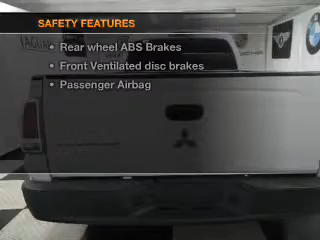 SAFETY FEATURES
• Rear wheel ABS Brakes
• Front Ventilated disc brakes
• Passenger Airbag